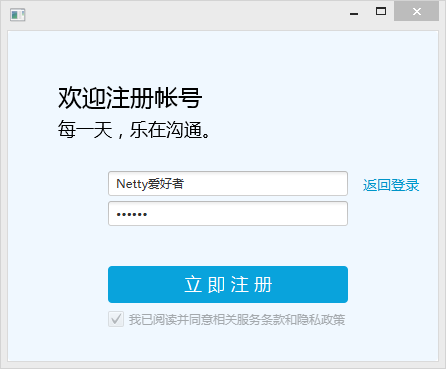 欢迎注册帐号
每一天，乐在沟通。
Netty爱好者
返回登录
••••••
立即注册
我已阅读并同意相关服务条款和隐私政策